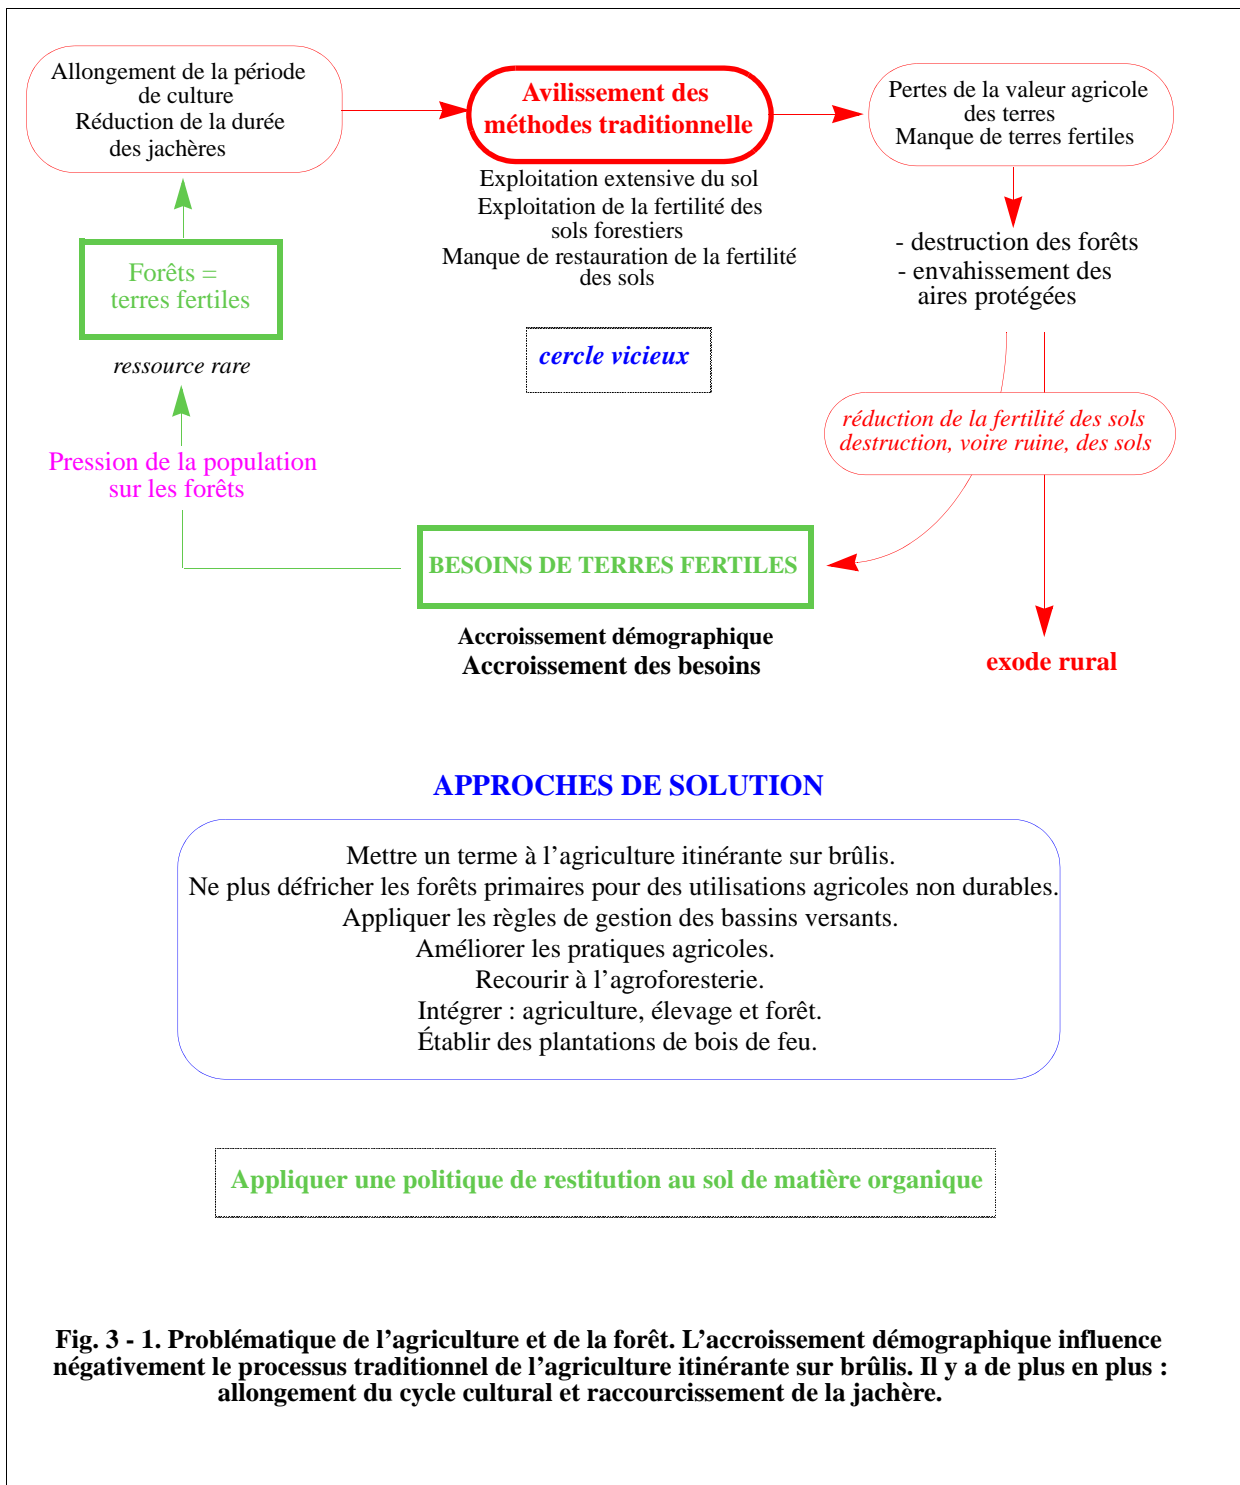 Allongement de la période
de culture
Réduction de la durée
des jachères
Avilissement des
méthodes traditionnelle
Pertes de la valeur agricole
des terres
Manque de terres fertiles
Exploitation extensive du sol
Exploitation de la fertilité des
sols forestiers
Manque de restauration de la fertilité
des sols
- destruction des forêts
- envahissement des
aires protégées
Forêts =
terres fertiles
ressource rare
cercle vicieux
réduction de la fertilité des sols
destruction, voire ruine, des sols
Pression de la population
sur les forêts
BESOINS DE TERRES FERTILES
Accroissement démographique
Accroissement des besoins
exode rural
APPROCHES DE SOLUTION
Mettre un terme à l’agriculture itinérante sur brûlis.
Ne plus défricher les forêts primaires pour des utilisations agricoles non durables.
Appliquer les règles de gestion des bassins versants.
Améliorer les pratiques agricoles.
Recourir à l’agroforesterie.
Intégrer : agriculture, élevage et forêt.
Établir des plantations de bois de feu.
Appliquer une politique de restitution au sol de matière organique
Fig. 3 - 1. Problématique de l’agriculture et de la forêt. L’accroissement démographique influence
négativement le processus traditionnel de l’agriculture itinérante sur brûlis. Il y a de plus en plus :
allongement du cycle cultural et raccourcissement de la jachère.